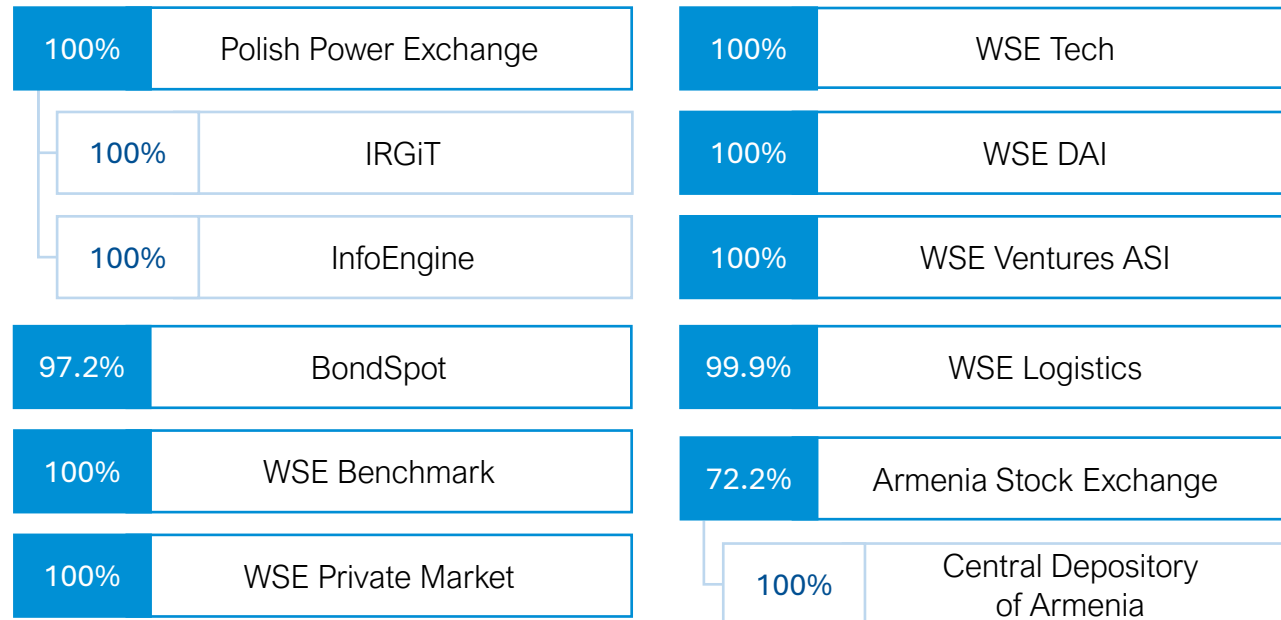 100% Polish Power Exchange
100% IRGiT
100% InfoEngine
97.2% BondSpot
100% WSE Benchmark
100% WSE Private Market
100% WSE Tech
100% WSE DAI
100% WSE Ventures ASI
99.9% WSE Logistics
72.2% Armenia Stock Exchange
100% Central Depository
of Armenia